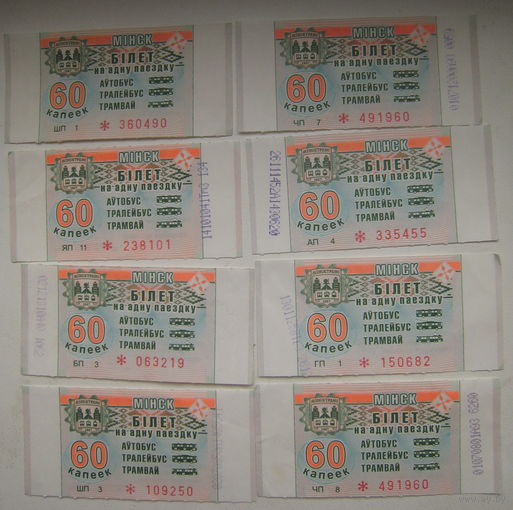 МІНСК
БІЛЕТ
на адну паездку
60 капеек
АЎТОБУС
ТРАЛЕЙБУС
ТРАМВАЙ
ШП 1 * 360490
МІНСК
БІЛЕТ
на адну паездку
60 капеек
АЎТОБУС
ТРАЛЕЙБУС
ТРАМВАЙ
ЧП 7 * 491960
МІНСК
БІЛЕТ
на адну паездку
60 капеек
АЎТОБУС
ТРАЛЕЙБУС
ТРАМВАЙ
ЯП 11 * 238101
МІНСК
БІЛЕТ
на адну паездку
60 капеек
АЎТОБУС
ТРАЛЕЙБУС
ТРАМВАЙ
АП 4 * 335455
МІНСК
БІЛЕТ
на адну паездку
60 капеек
АЎТОБУС
ТРАЛЕЙБУС
ТРАМВАЙ
БП 3 * 063219
МІНСК
БІЛЕТ
на адну паездку
60 капеек
АЎТОБУС
ТРАЛЕЙБУС
ТРАМВАЙ
ГП 1 * 150682
МІНСК
БІЛЕТ
на адну паездку
60 капеек
АЎТОБУС
ТРАЛЕЙБУС
ТРАМВАЙ
ШП 3 * 109250
МІНСК
БІЛЕТ
на адну паездку
60 капеек
АЎТОБУС
ТРАЛЕЙБУС
ТРАМВАЙ
ЧП 8 * 491960